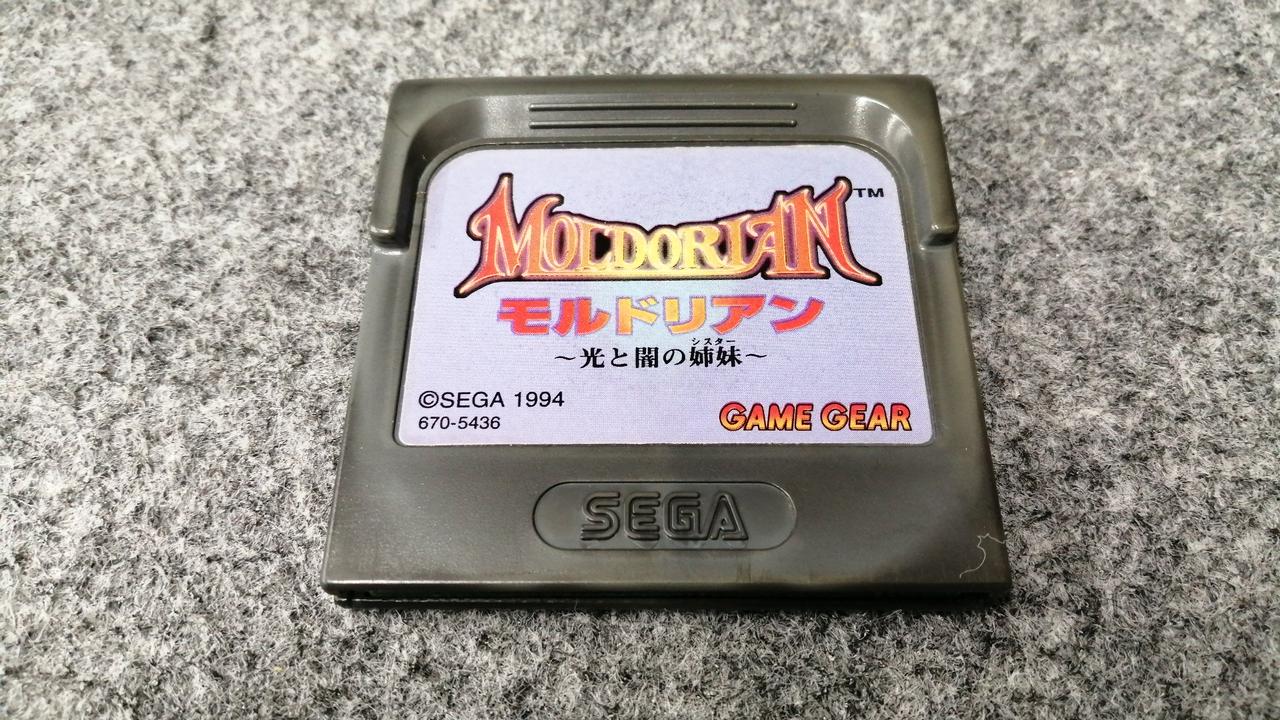 MOLDORIAN™
モルドリアン
シスター
~光と闇の姉妹~
©SEGA 1994
670-5436
GAME GEAR
SEGA